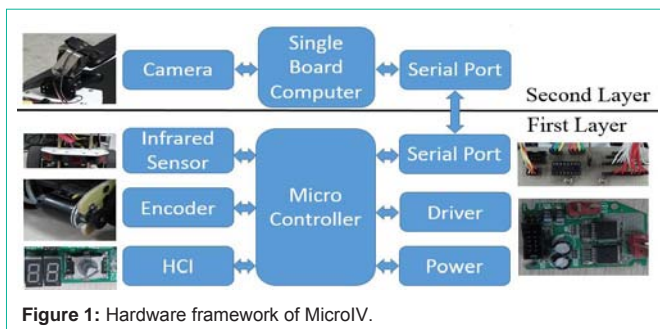 Camera
Single
Board
Computer
Serial Port
Second Layer
First Layer
Infrared
Sensor
Micro
Controller
Serial Port
Encoder
Driver
HCI
Power
88
Figure 1: Hardware framework of MicroIV.